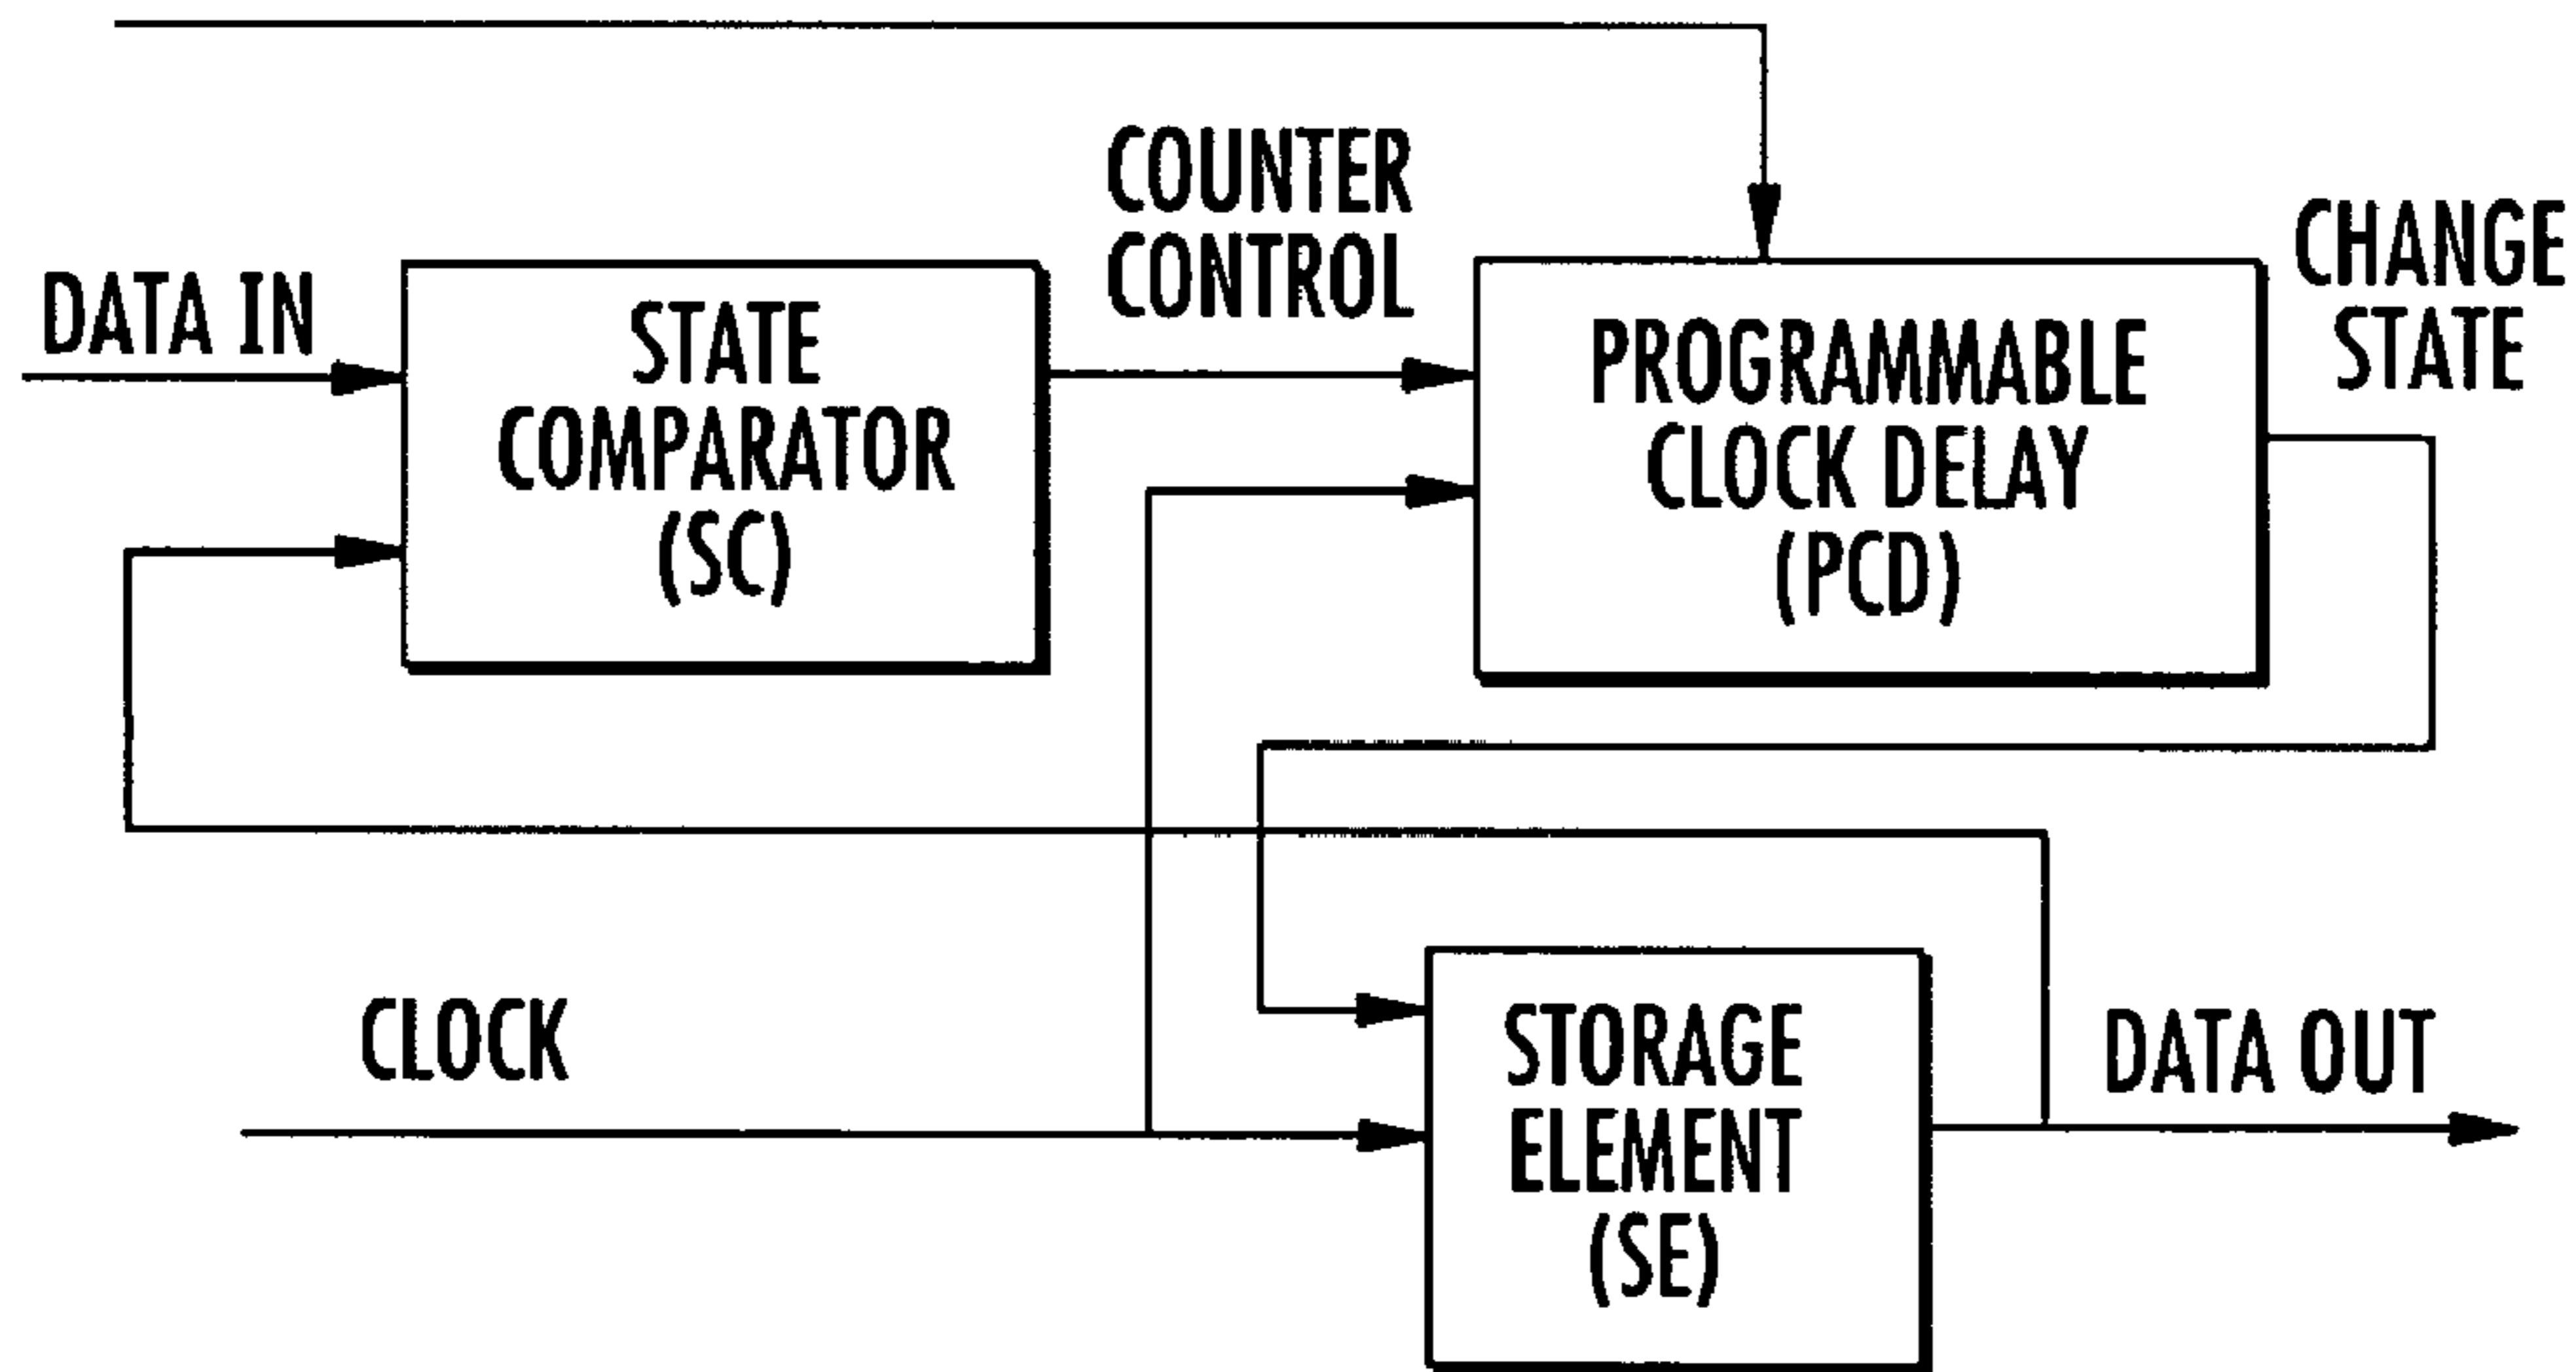 COUNTER
CONTROL
CHANGE
STATE
DATA IN
STATE
COMPARATOR
(SC)
PROGRAMMABLE
CLOCK DELAY
(PCD)
CLOCK
STORAGE
ELEMENT
(SE)
DATA OUT